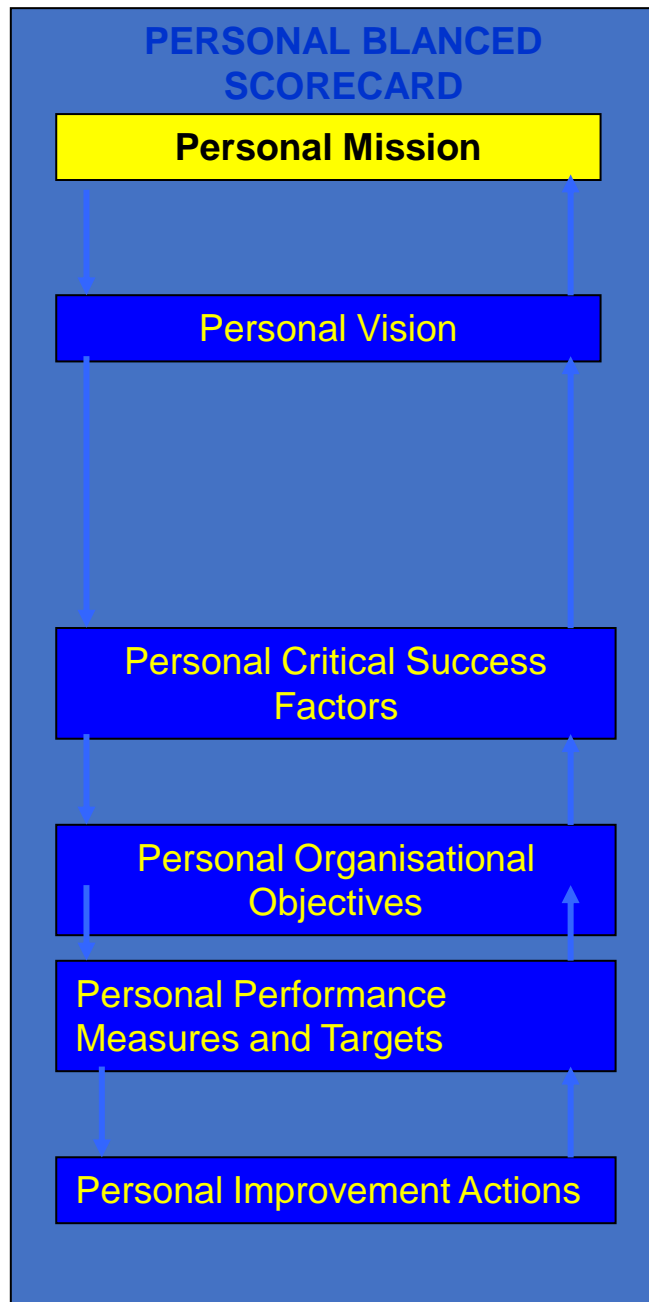 PERSONAL BLANCED
SCORECARD
Personal Mission
Personal Vision
Personal Critical Success
Factors
Personal Organisational
Objectives
Personal Performance
Measures and Targets
Personal Improvement Actions